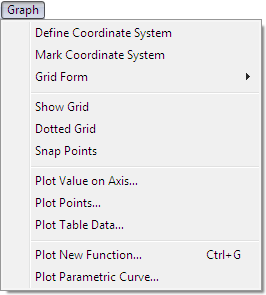 Graph
Define Coordinate System
Mark Coordinate System
Grid Form
Show Grid
Dotted Grid
Snap Points
Plot Value on Axis...
Plot Points...
Plot Table Data...
Plot New Function... Ctrl+G
Plot Parametric Curve...